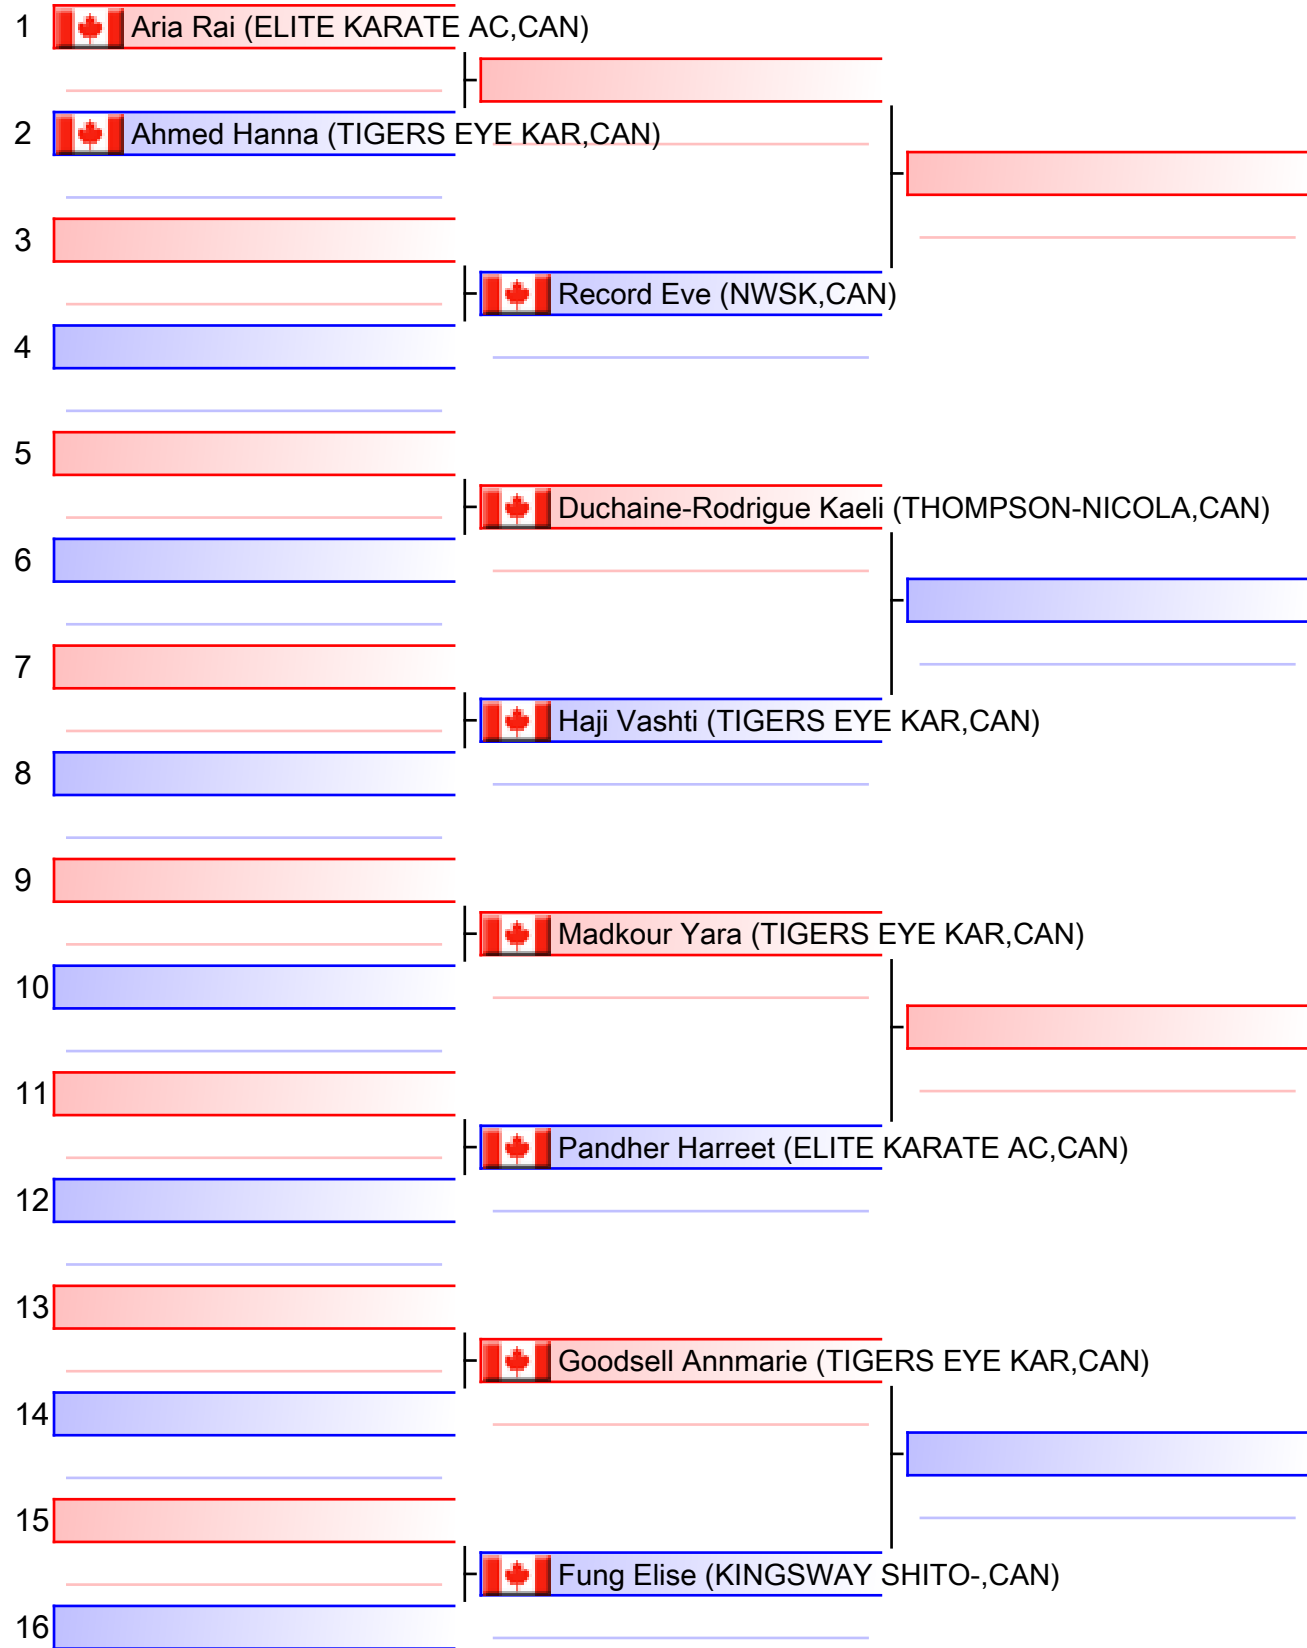 1 Aria Rai (ELITE KARATE AC,CAN)
2 Ahmed Hanna (TIGERS EYE KAR,CAN)
3
Record Eve (NWSK,CAN)
4
5
Duchaine-Rodrigue Kaeli (THOMPSON-NICOLA,CAN)
6
7
Haji Vashti (TIGERS EYE KAR,CAN)
8
9
Madkour Yara (TIGERS EYE KAR,CAN)
10
11
Pandher Harreet (ELITE KARATE AC,CAN)
12
13
Goodsell Annmarie (TIGERS EYE KAR,CAN)
14
15
Fung Elise (KINGSWAY SHITO-,CAN)
16